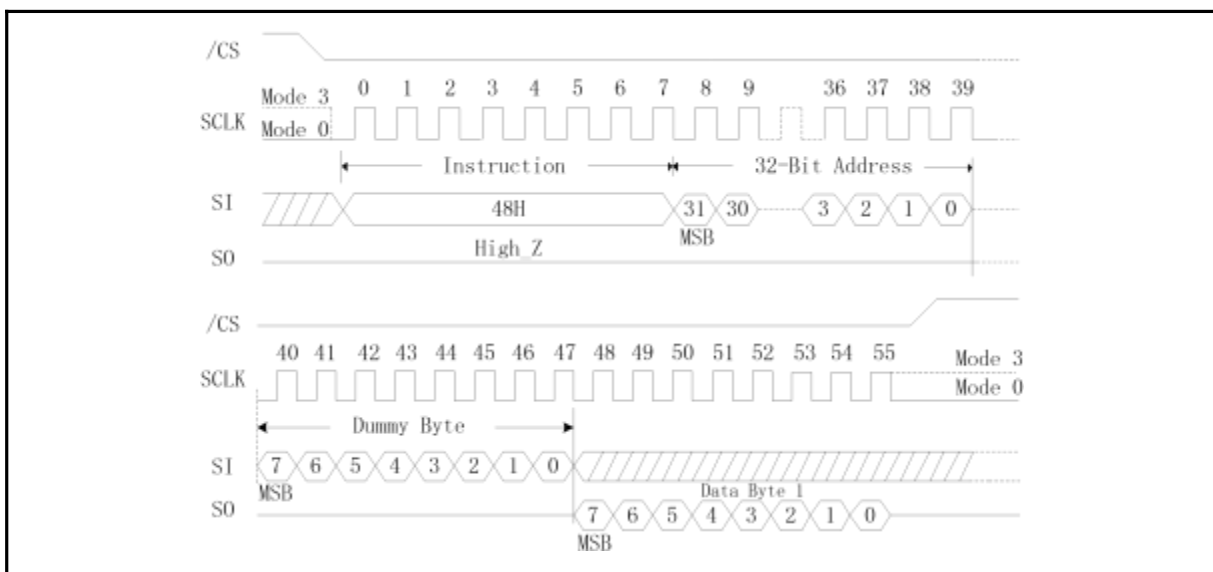 /CS
0 1 2 3 4 5 6 7 8 9 36 37 38 39
Mode 3
SCLK
Mode 0
Instruction 32-Bit Address
SI 48H 31 30 3 2 1 0
MSB
High_Z
SO
/CS
40 41 42 43 44 45 46 47 48 49 50 51 52 53 54 55
Mode 3
SCLK
Mode 0
Dummy Byte
SI 7 6 5 4 3 2 1 0
MSB
Data Byte 1
SO 7 6 5 4 3 2 1 0
MSB